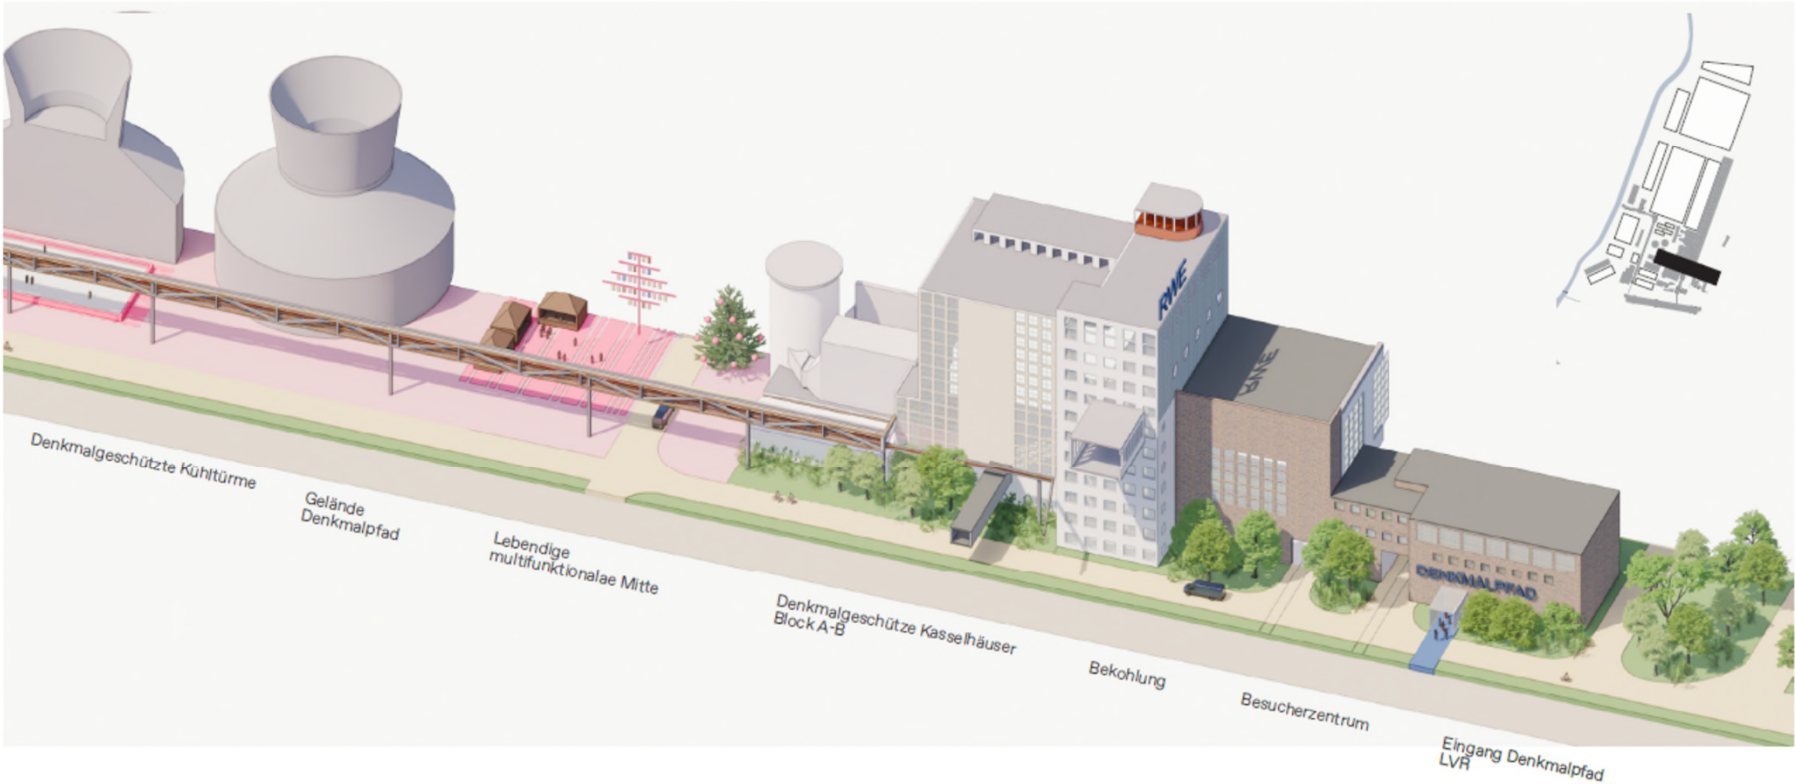 RWE
RWE
DENKMALPFAD
Denkmalgeschützte Kühltürme
Gelände
Denkmalpfad
Lebendige
multifunktionalae Mitte
Denkmalgeschütze Kasselhäuser
Block A-B
Bekohlung
Besucherzentrum
Eingang Denkmalpfad
LVR